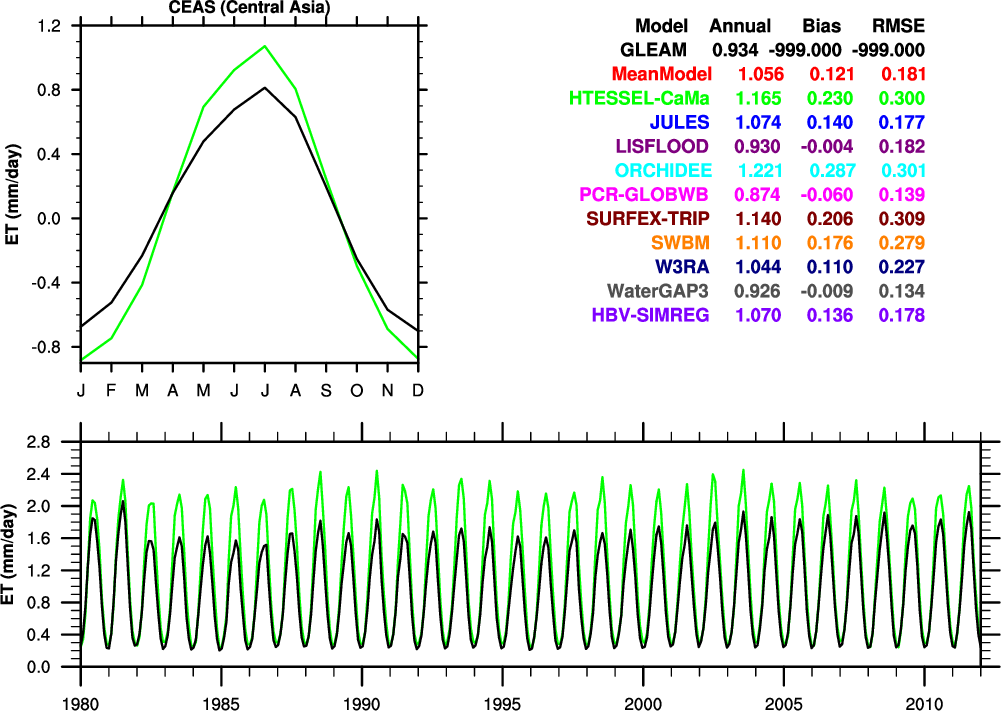 CEAS (Central Asia)
1.2
0.8
0.4
0.0
-0.4
-0.8
ET (mm/day)
J F M A M J J A S O N D
Model Annual Bias RMSE
GLEAM 0.934 -999.000 -999.000
MeanModel 1.056 0.121 0.181
HTESSEL-CaMa 1.165 0.230 0.300
JULES 1.074 0.140 0.177
LISFLOOD 0.930 -0.004 0.182
ORCHIDEE 1.221 0.287 0.301
PCR-GLOBWB 0.874 -0.060 0.139
SURFEX-TRIP 1.140 0.206 0.309
SWBM 1.110 0.176 0.279
W3RA 1.044 0.110 0.227
WaterGAP3 0.926 -0.009 0.134
HBV-SIMREG 1.070 0.136 0.178
2.8
2.4
2.0
1.6
1.2
0.8
0.4
0.0
ET (mm/day)
1980 1985 1990 1995 2000 2005 2010